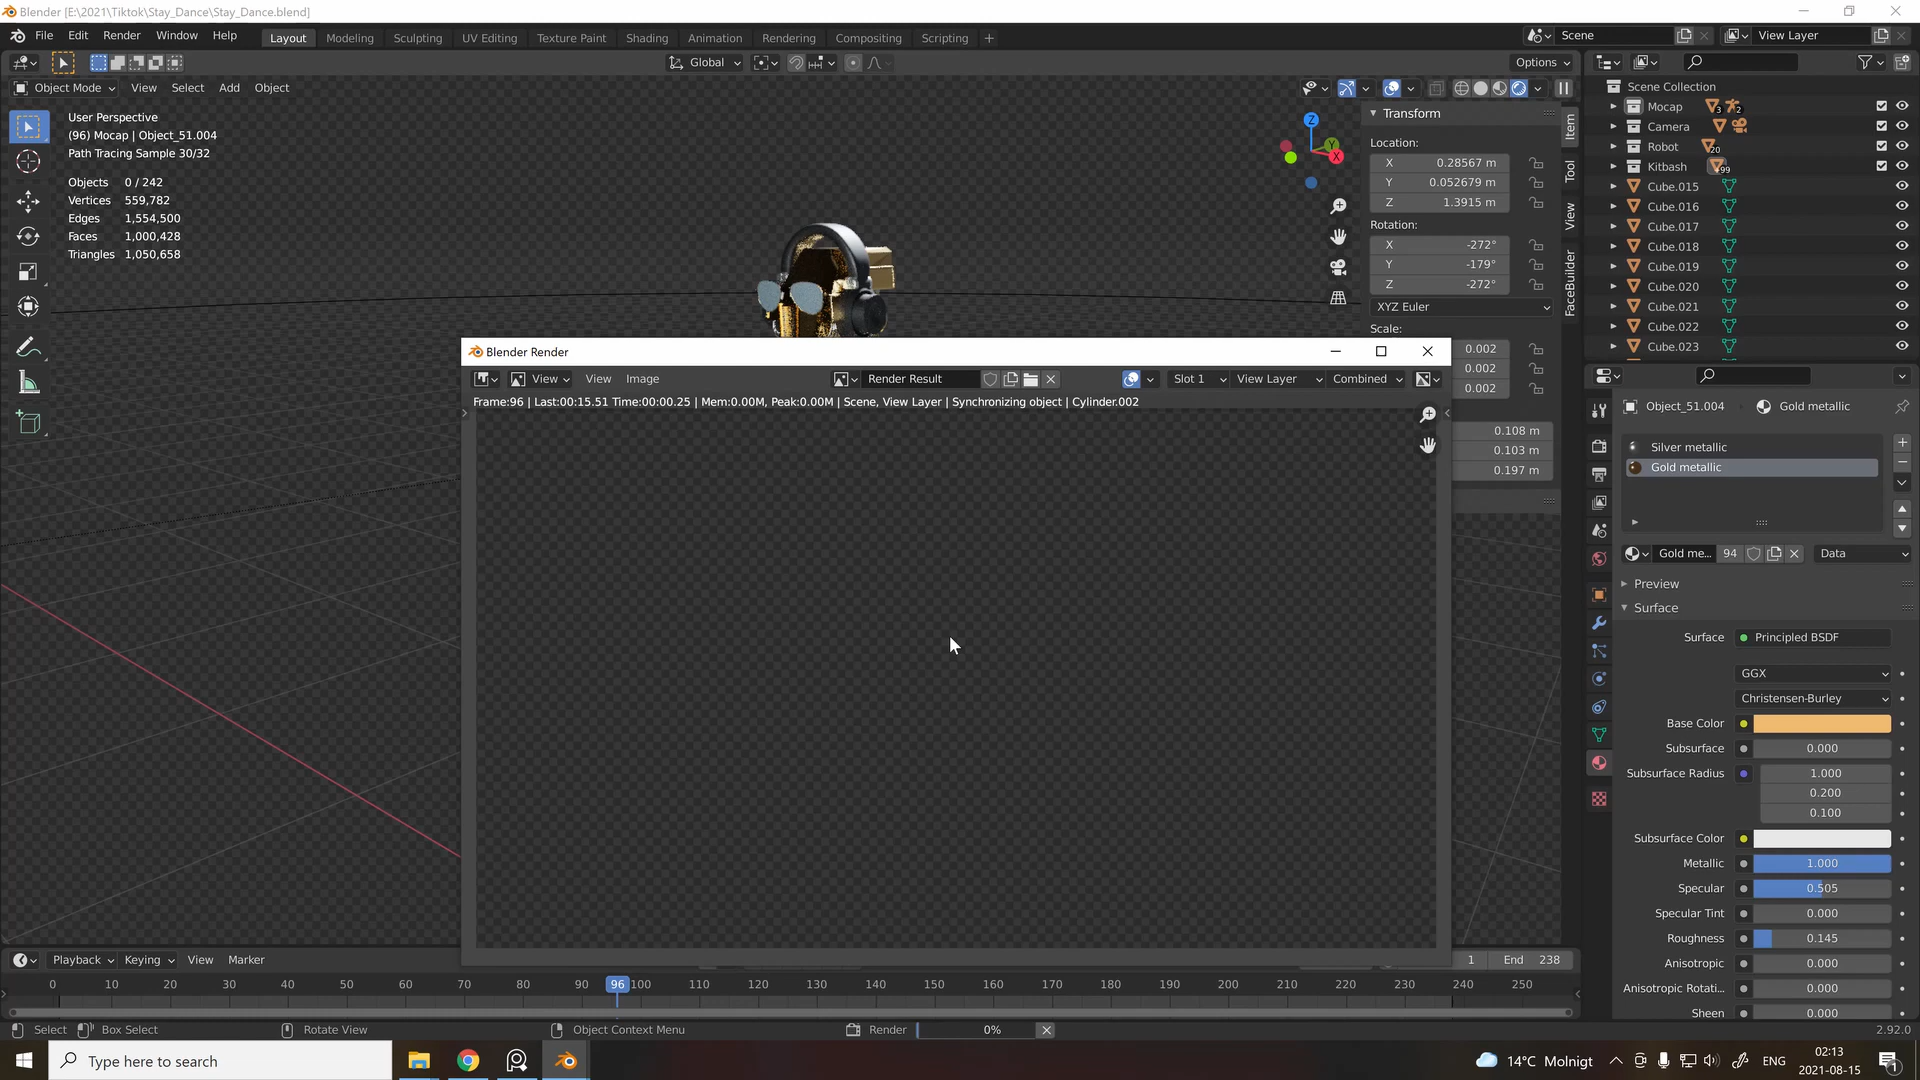 Blender [E:\2021\Tiktok\Stay_Dance\Stay_Dance.blend]
File Edit Render Window Help
Layout Modeling Sculpting UV Editing Texture Paint Shading Animation Rendering Compositing Scripting +
Scene View Layer
Global Options
Object Mode View Select Add Object
User Perspective
(96) Mocap | Object_51.004
Path Tracing Sample 30/32
Objects 0 / 242
Vertices 559,782
Edges 1,554,500
Faces 1,000,428
Triangles 1,050,658
Z
Y
X
Transform
Location:
X 0.28567 m
Y 0.052679 m
Z 1.3915 m
Rotation:
X -272°
Y -179°
Z -272°
XYZ Euler
Scale:
0.002
0.002
0.002
0.108 m
0.103 m
0.197 m
Item
Tool
View
FaceBuilder
Scene Collection
Mocap 3 2
Camera
Robot 20
Kitbash +99
Cube.015
Cube.016
Cube.017
Cube.018
Cube.019
Cube.020
Cube.021
Cube.022
Cube.023
Blender Render
View View Image Render Result Slot 1 View Layer Combined
Frame:96 | Last:00:15.51 Time:00:00.25 | Mem:0.00M, Peak:0.00M | Scene, View Layer | Synchronizing object | Cylinder.002
Object_51.004 Gold metallic
Silver metallic
Gold metallic
Gold me... 94 Data
Preview
Surface
Surface Principled BSDF
GGX
Christensen-Burley
Base Color
Subsurface 0.000
Subsurface Radius 1.000
0.200
0.100
Subsurface Color
Metallic 1.000
Specular 0.505
Specular Tint 0.000
Roughness 0.145
Anisotropic 0.000
Anisotropic Rotati... 0.000
Sheen 0.000
Playback Keying View Marker 1 End 238
0 10 20 30 40 50 60 70 80 90 96 100 110 120 130 140 150 160 170 180 190 200 210 220 230 240 250
Select Box Select Rotate View Object Context Menu Render 0% 2.92.0
Type here to search
14°C Molnigt ENG
02:13
2021-08-15
1